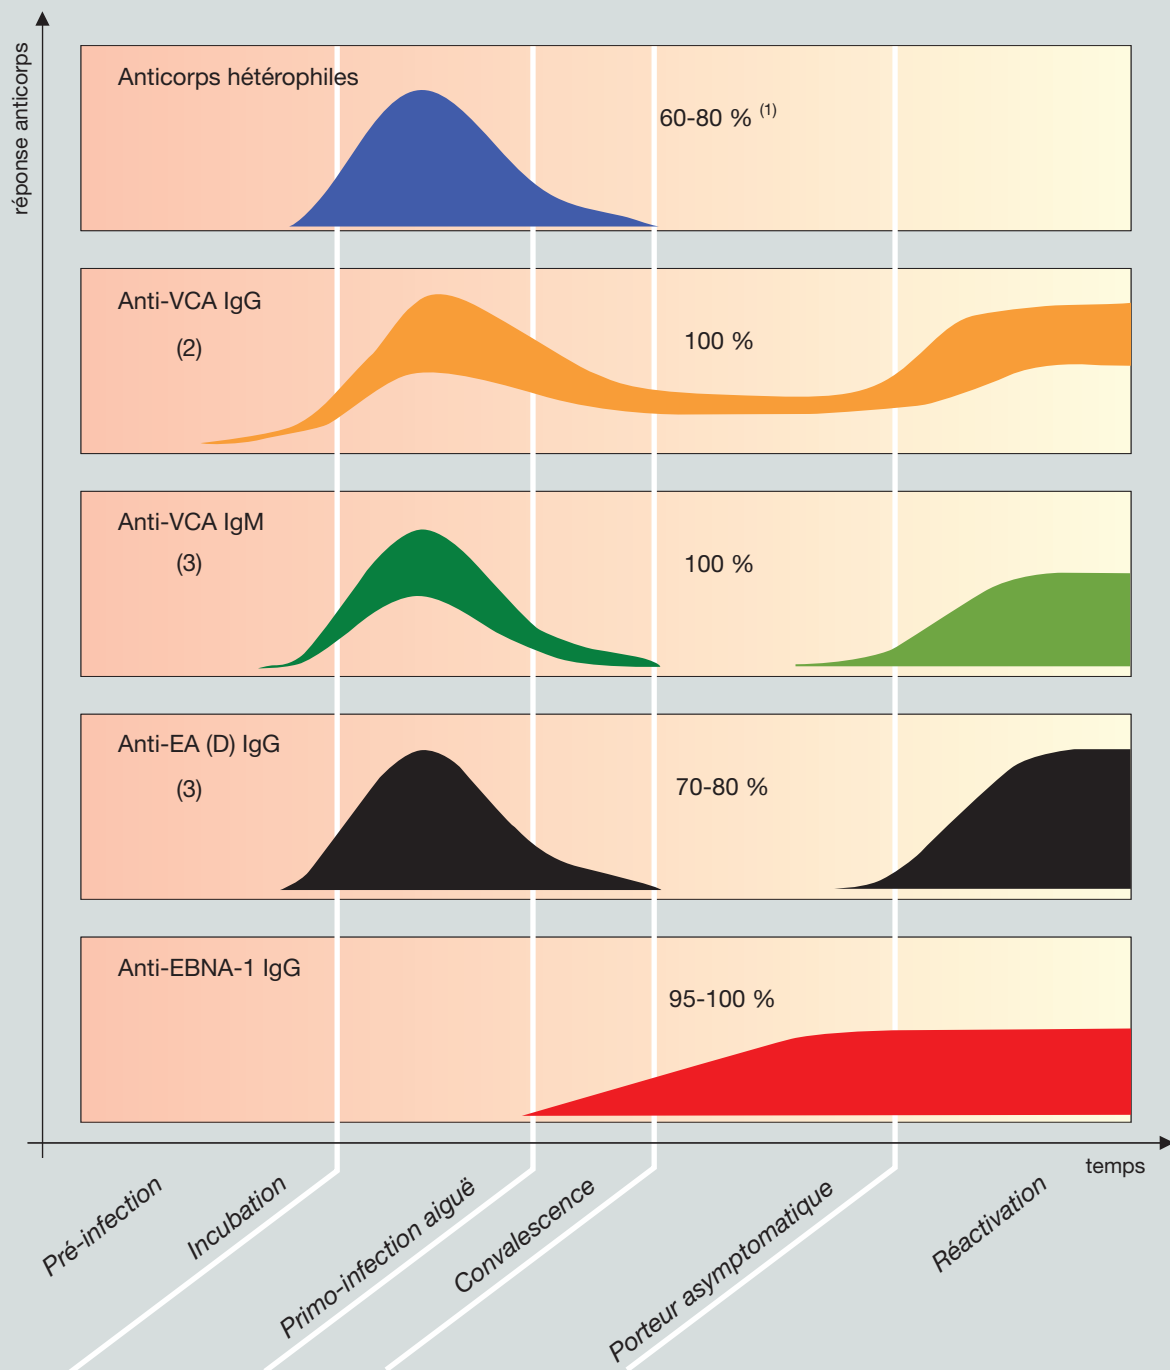 réponse anticorps
Anticorps hétérophiles
60-80 % (1)
Anti-VCA IgG
(2)
100 %
Anti-VCA IgM
(3)
100 %
Anti-EA (D) IgG
(3)
70-80 %
Anti-EBNA-1 IgG
95-100 %
temps
Pré-infection
Incubation
Primo-infection aiguë
Convalescence
Porteur asymptomatique
Réactivation